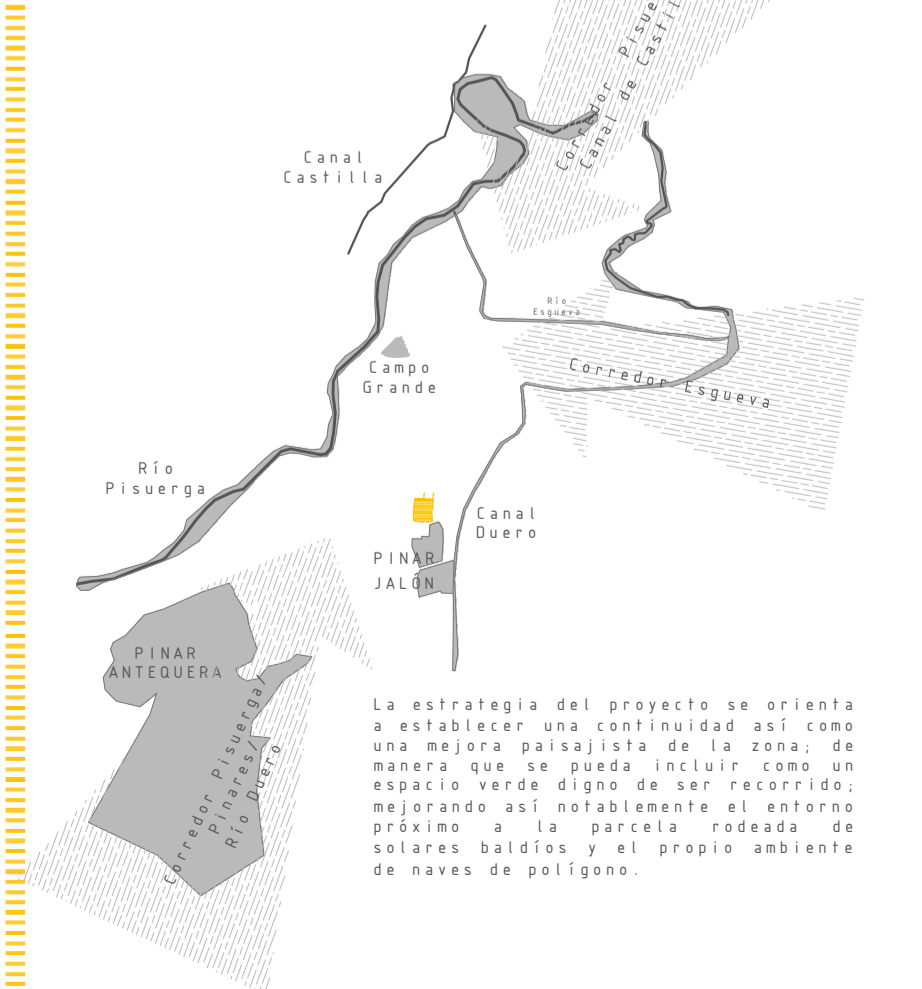 Corredor Pisue
Canal de Castil
Canal
Castilla
Río
Esgueva
Campo
Grande
Corredor Esgueva
Río
Pisuerga
Canal
Duero
PINAR
JALÓN
PINAR
ANTEQUERA
Corredor Pisuerga/
Pinares/
Río Duero
La estrategia del proyecto se orienta
a establecer una continuidad así como
una mejora paisajista de la zona; de
manera que se pueda incluir como un
espacio verde digno de ser recorrido;
mejorando así notablemente el entorno
próximo a la parcela rodeada de
solares baldíos y el propio ambiente
de naves de polígono.